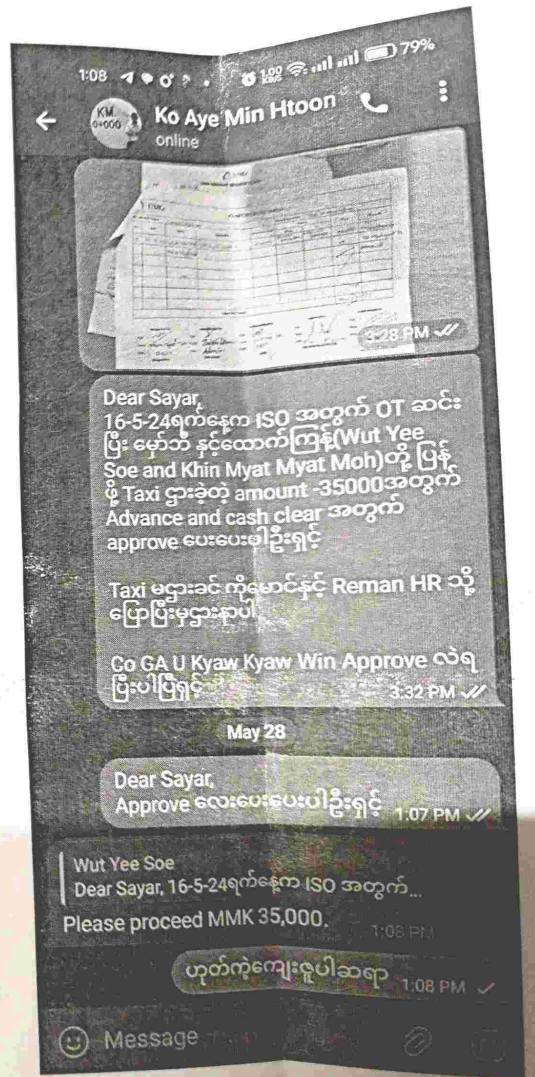 1:08
1.00 KB/s
79%
KM.
0+000
Ko Aye Min Htoon
online
3:28 PM
Dear Sayar,
16-5-24ရက်နေ့က ISO အတွက် OT ဆင်း
ပြီး မှော်ဘီ နှင့်ထောက်ကြန့်(Wut Yee
Soe and Khin Myat Myat Moh)တို့ ပြန်
ဖို့ Taxi ငှားခဲ့တဲ့ amount -35000အတွက်
Advance and cash clear အတွက်
approve ပေးပေးပါဦးရှင့်
Taxi မငှားခင် ကိုမောင်နှင့် Reman HR သို့
ပြောပြီးမှငှားနာပါ
Co GA U Kyaw Kyaw Win Approve လဲရ
ပြီးပါပြီရှင့်
3:32 PM
May 28
Dear Sayar,
Approve လေးပေးပေးပါဦးရှင့်
1:07 PM
Wut Yee Soe
Dear Sayar, 16-5-24ရက်နေ့က ISO အတွက်...
Please proceed MMK 35,000.
1:08 PM
ဟုတ်ကဲ့ကျေးဇူပါဆရာ
1:08 PM
Message